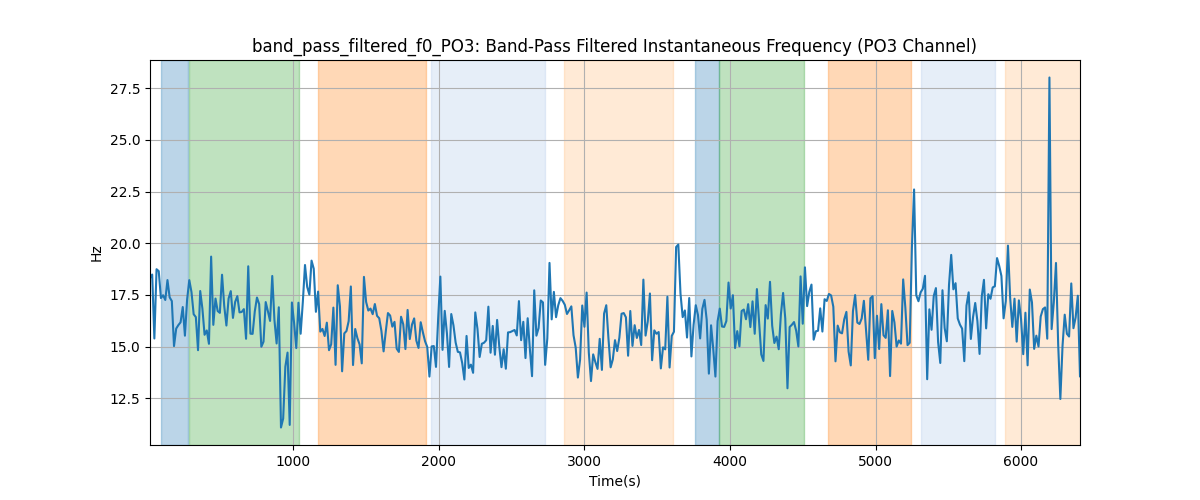 band_pass_filtered_f0_PO3: Band-Pass Filtered Instantaneous Frequency (PO3 Channel)
27.5
25.0
22.5
20.0
17.5
15.0
12.5
Hz
1000 2000 3000 4000 5000 6000
Time(s)